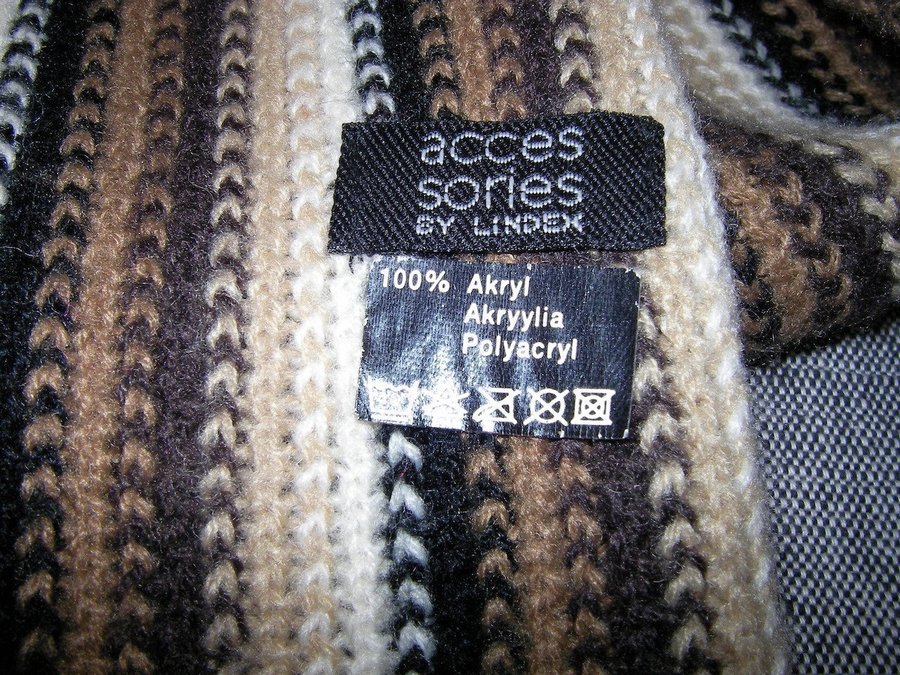 acces
sories
BY LINDEX
100% Akryl
Akryylia
Polyacryl